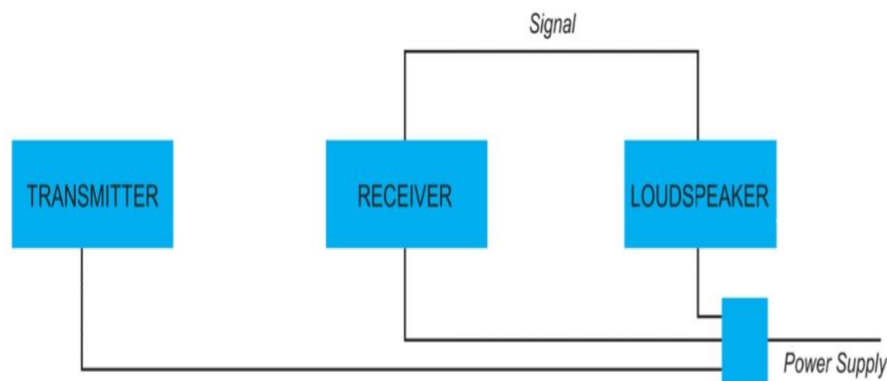 Signal
TRANSMITTER
RECEIVER
LOUDSPEAKER
Power Supply